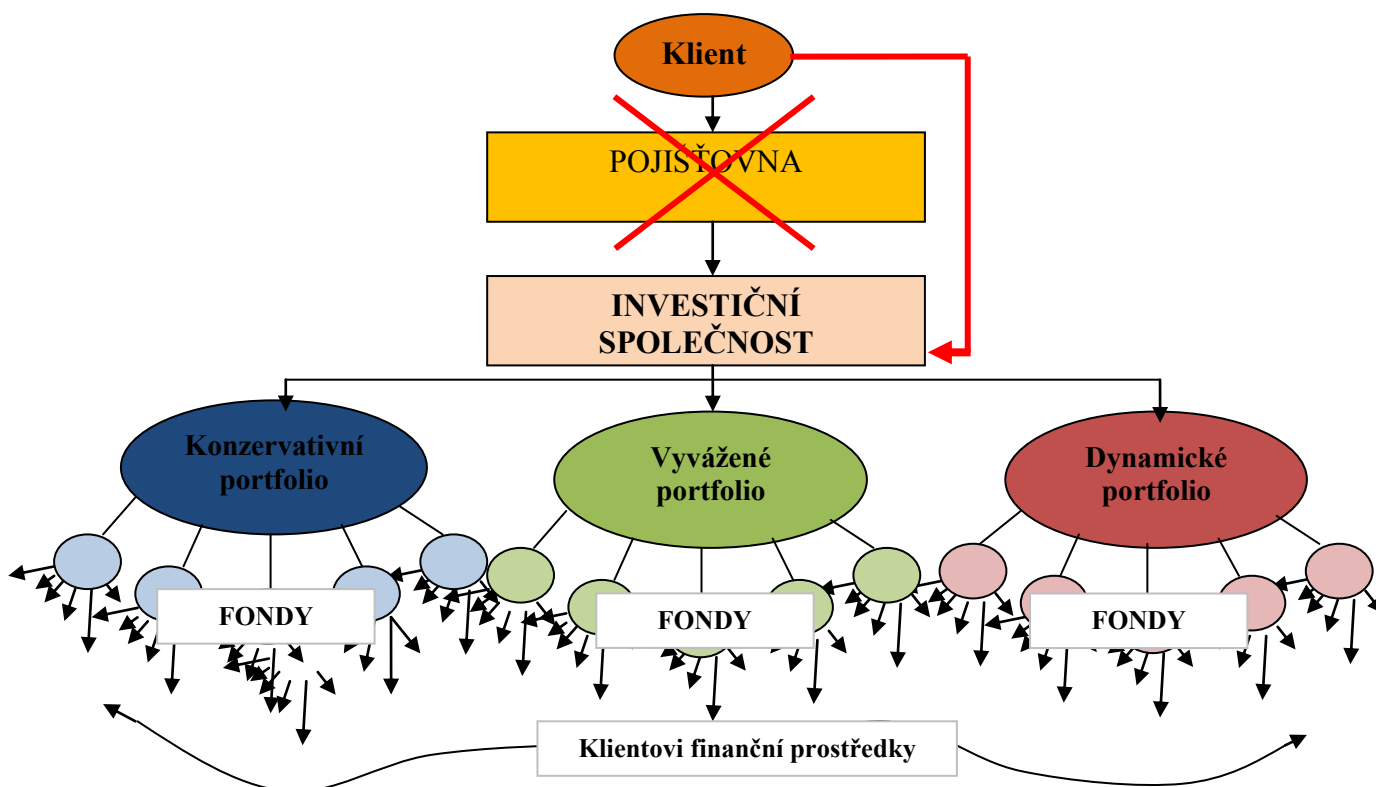 Klient
POJIŠŤOVNA
INVESTIČNÍ
SPOLEČNOST
Konzervativní
portfolio
Vyvážené
portfolio
Dynamické
portfolio
FONDY
FONDY
FONDY
Klientovi finanční prostředky